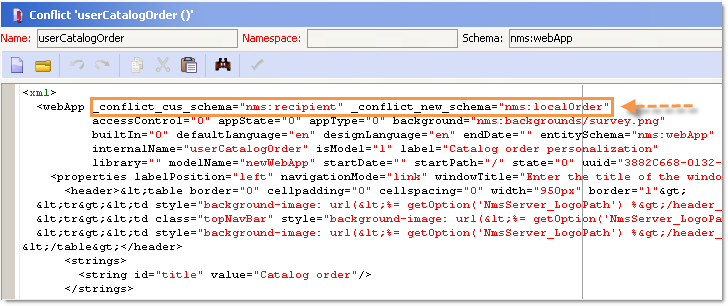 Conflict 'userCatalogOrder ()'
Name: userCatalogOrder Namespace: Schema: nms:webApp
<xml>
<webApp _conflict_cus_schema="nms:recipient" _conflict_new_schema="nms:localOrder"
accessControl="0" appState="0" appType="0" background="nms:backgrounds/survey.png"
builtIn="0" defaultLanguage="en" designLanguage="en" endDate="" entitySchema="nms:webApp"
internalName="userCatalogOrder" isModel="1" label="Catalog order personalization"
library="" modelName="newWebApp" startDate="" startPath="/" state="0" uuid="3882C668-0132-
<properties labelPosition="left" navigationMode="link" windowTitle="Enter the title of the windo
<header>&lt;table border="0" cellpadding="0" cellspacing="0" width="950px" border="1"&gt;
&lt;tr&gt;&lt;td style="background-image: url(&lt;%= getOption('NmsServer_LogoPath') %&gt;/header_
&lt;tr&gt;&lt;td class="topNavBar" style="background-image: url(&lt;%= getOption('NmsServer_LogoPa
&lt;tr&gt;&lt;td style="background-image: url(&lt;%= getOption('NmsServer_LogoPath') %&gt;/header_
&lt;/table&gt;</header>
<strings>
<string id="title" value="Catalog order"/>
</strings>